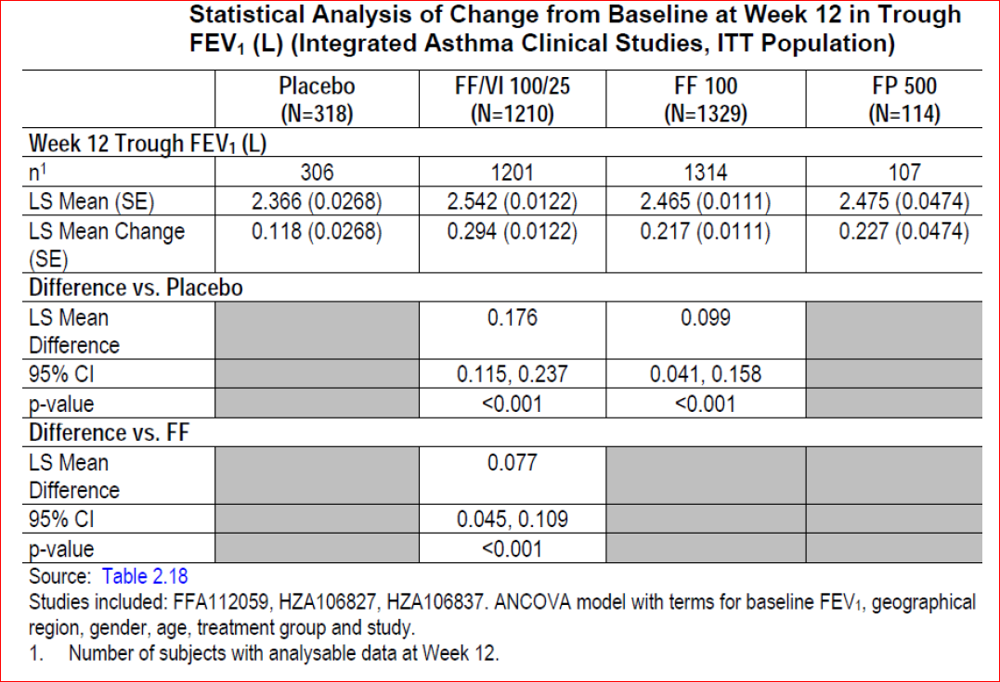 Statistical Analysis of Change from Baseline at Week 12 in Trough
FEV₁ (L) (Integrated Asthma Clinical Studies, ITT Population)
Placebo FF/VI 100/25 FF 100 FP 500
(N=318) (N=1210) (N=1329) (N=114)
Week 12 Trough FEV₁ (L)
n¹ 306 1201 1314 107
LS Mean (SE) 2.366 (0.0268) 2.542 (0.0122) 2.465 (0.0111) 2.475 (0.0474)
LS Mean Change 0.118 (0.0268) 0.294 (0.0122) 0.217 (0.0111) 0.227 (0.0474)
(SE)
Difference vs. Placebo
LS Mean 0.176 0.099
Difference
95% CI 0.115, 0.237 0.041, 0.158
p-value <0.001 <0.001
Difference vs. FF
LS Mean 0.077
Difference
95% CI 0.045, 0.109
p-value <0.001
Source: Table 2.18
Studies included: FFA112059, HZA106827, HZA106837. ANCOVA model with terms for baseline FEV₁, geographical
region, gender, age, treatment group and study.
1. Number of subjects with analysable data at Week 12.